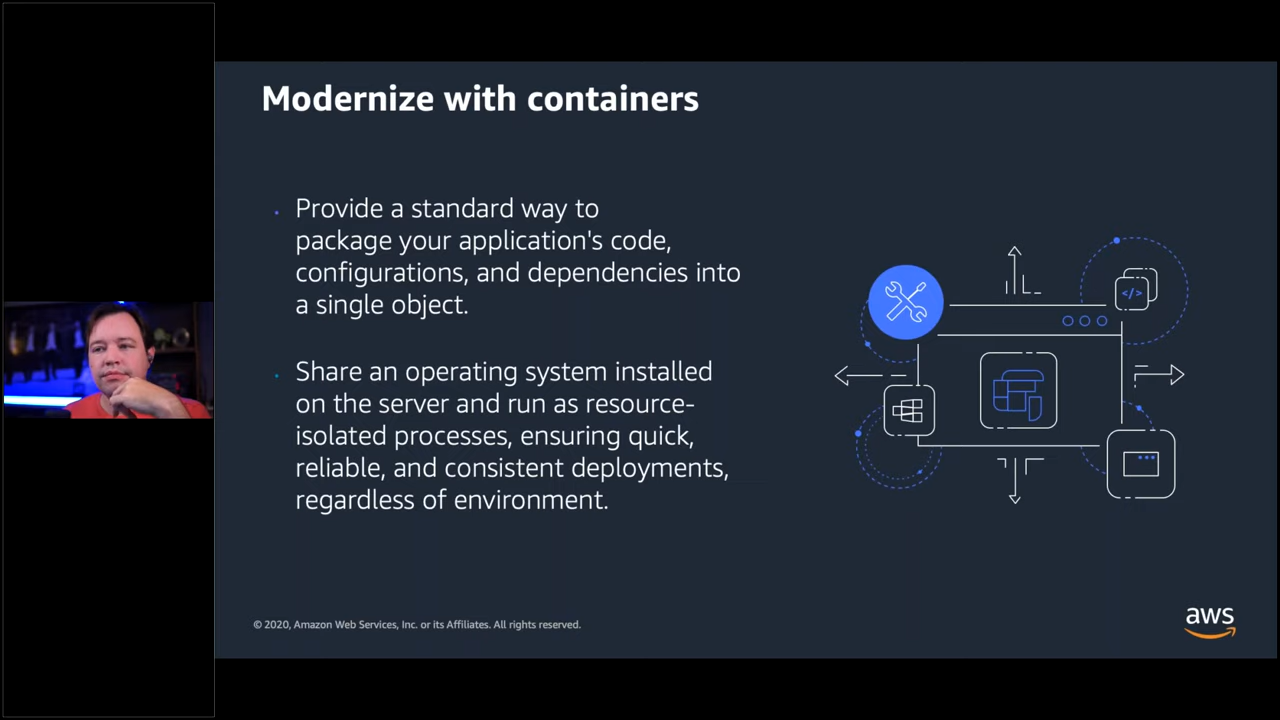 Modernize with containers
• Provide a standard way to
package your application's code,
configurations, and dependencies into
a single object.
• Share an operating system installed
on the server and run as resource-
isolated processes, ensuring quick,
reliable, and consistent deployments,
regardless of environment.
</>
© 2020, Amazon Web Services, Inc. or its Affiliates. All rights reserved.
aws